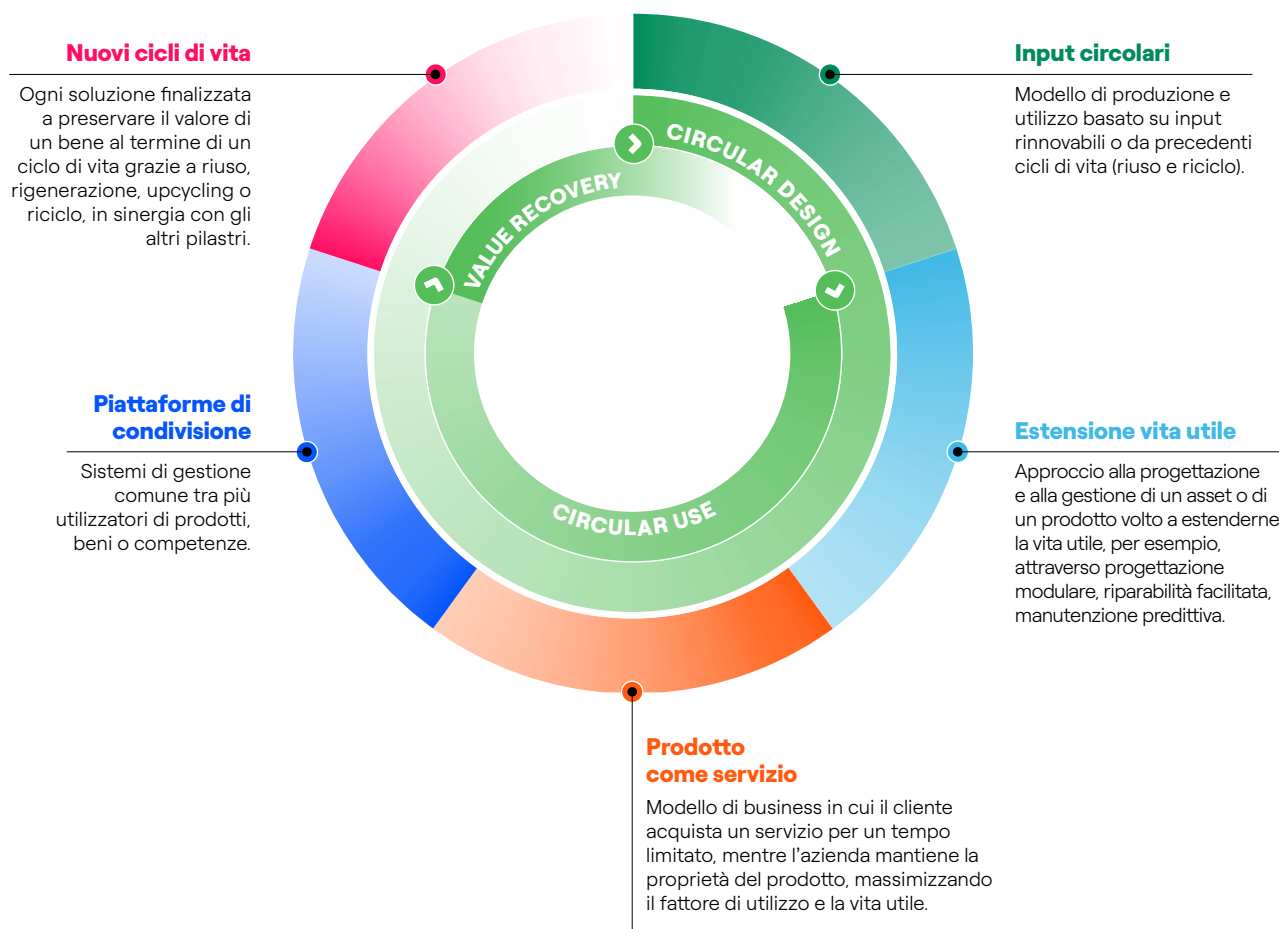 Nuovi cicli di vita
Ogni soluzione finalizzata
a preservare il valore di
un bene al termine di un
ciclo di vita grazie a riuso,
rigenerazione, upcycling o
riciclo, in sinergia con gli
altri pilastri.
Input circolari
Modello di produzione e
utilizzo basato su input
rinnovabili o da precedenti
cicli di vita (riuso e riciclo).
CIRCULAR DESIGN
VALUE RECOVERY
CIRCULAR USE
Piattaforme di
condivisione
Sistemi di gestione
comune tra più
utilizzatori di prodotti,
beni o competenze.
Estensione vita utile
Approccio alla progettazione
e alla gestione di un asset o di
un prodotto volto a estenderne
la vita utile, per esempio,
attraverso progettazione
modulare, riparabilità facilitata,
manutenzione predittiva.
Prodotto
come servizio
Modello di business in cui il cliente
acquista un servizio per un tempo
limitato, mentre l'azienda mantiene la
proprietà del prodotto, massimizzando
il fattore di utilizzo e la vita utile.